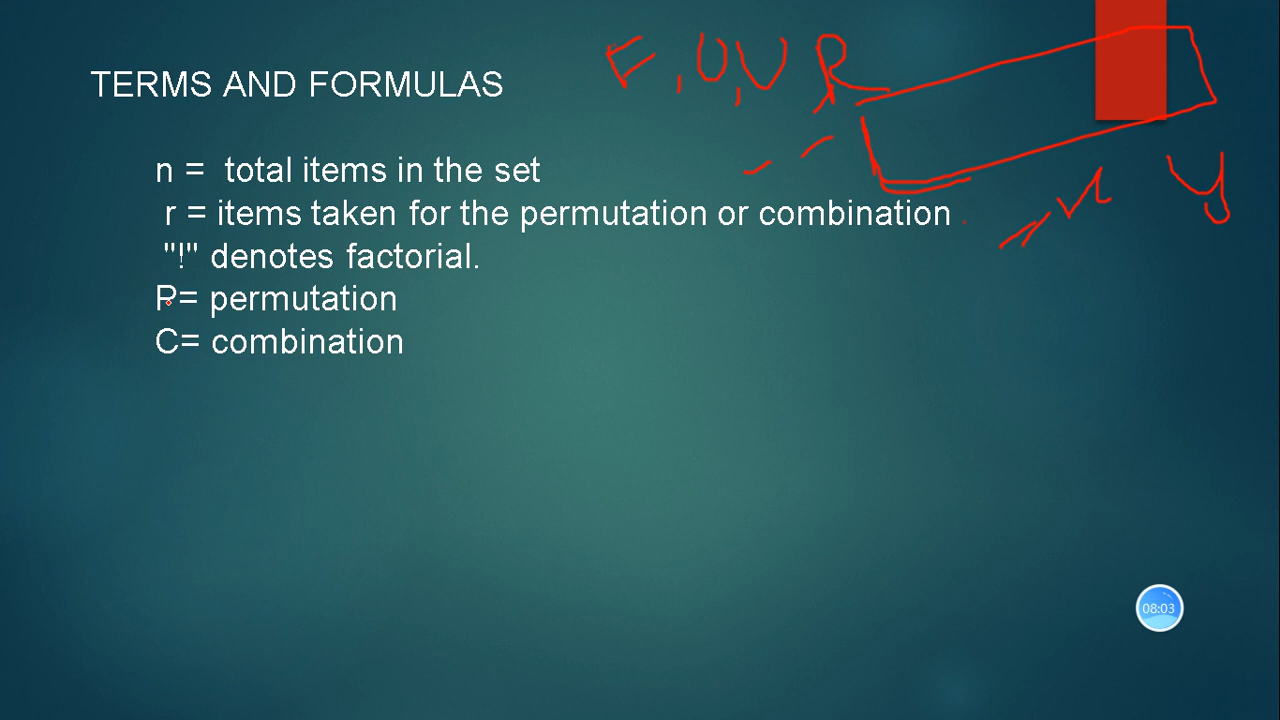 TERMS AND FORMULAS
F, U, U R
n = total items in the set
r = items taken for the permutation or combination
"!" denotes factorial.
P= permutation
C= combination
08:03